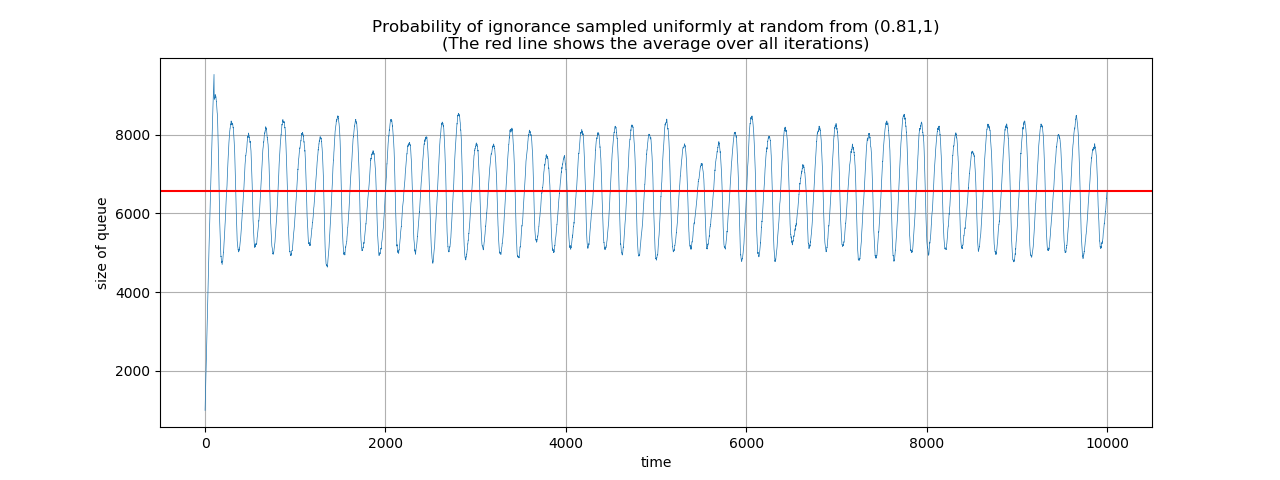 Probability of ignorance sampled uniformly at random from (0.81,1)
(The red line shows the average over all iterations)
size of queue
8000
6000
4000
2000
0
2000
4000
6000
8000
10000
time